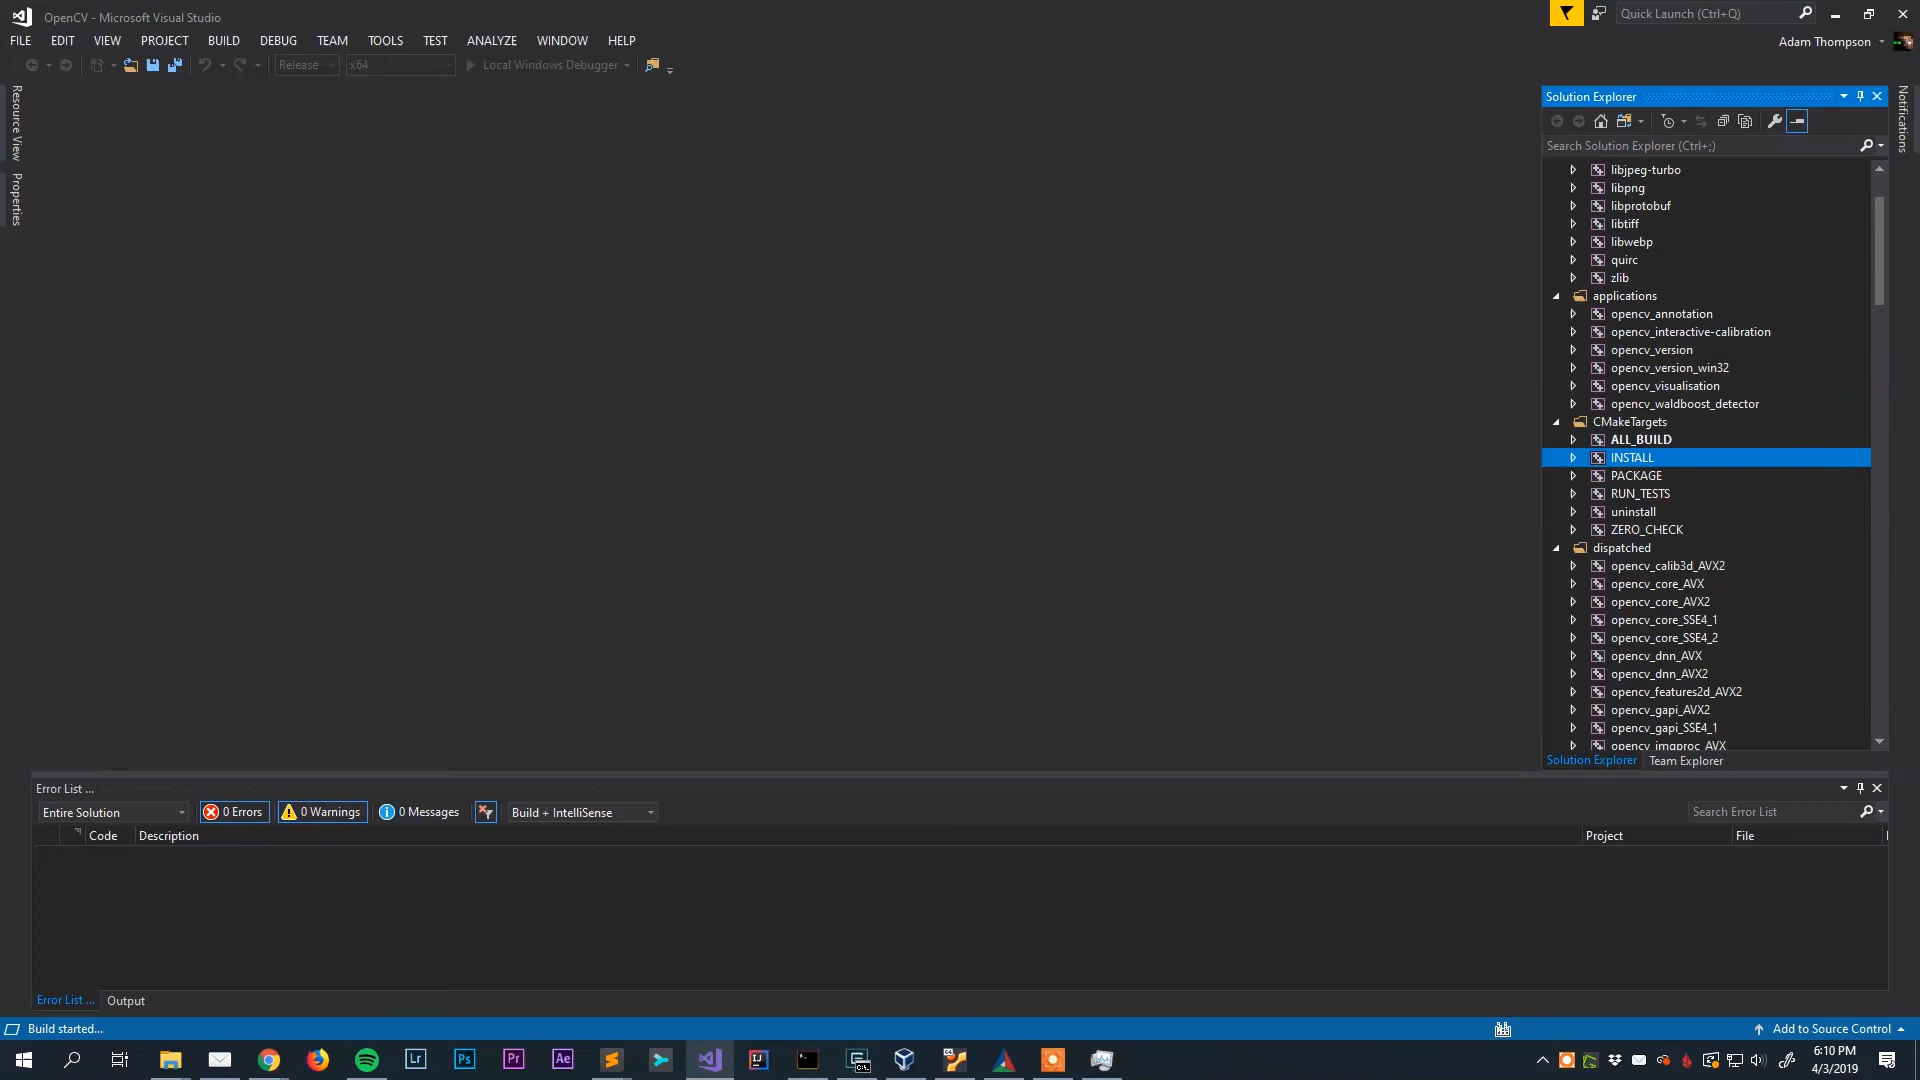 OpenCV - Microsoft Visual Studio
Quick Launch (Ctrl+Q)
FILE EDIT VIEW PROJECT BUILD DEBUG TEAM TOOLS TEST ANALYZE WINDOW HELP
Adam Thompson
Release x64 Local Windows Debugger
Resource View
Properties
Solution Explorer
Notifications
Search Solution Explorer (Ctrl+;)
libjpeg-turbo
libpng
libprotobuf
libtiff
libwebp
quirc
zlib
applications
opencv_annotation
opencv_interactive-calibration
opencv_version
opencv_version_win32
opencv_visualisation
opencv_waldboost_detector
CMakeTargets
ALL_BUILD
INSTALL
PACKAGE
RUN_TESTS
uninstall
ZERO_CHECK
dispatched
opencv_calib3d_AVX2
opencv_core_AVX
opencv_core_AVX2
opencv_core_SSE4_1
opencv_core_SSE4_2
opencv_dnn_AVX
opencv_dnn_AVX2
opencv_features2d_AVX2
opencv_gapi_AVX2
opencv_gapi_SSE4_1
opencv_imgproc_AVX
Solution Explorer Team Explorer
Error List ...
Entire Solution 0 Errors 0 Warnings 0 Messages Build + IntelliSense Search Error List
Code Description Project File
Error List ... Output
Build started... Add to Source Control
Lr Ps Pr Ae IJ
6:10 PM
4/3/2019